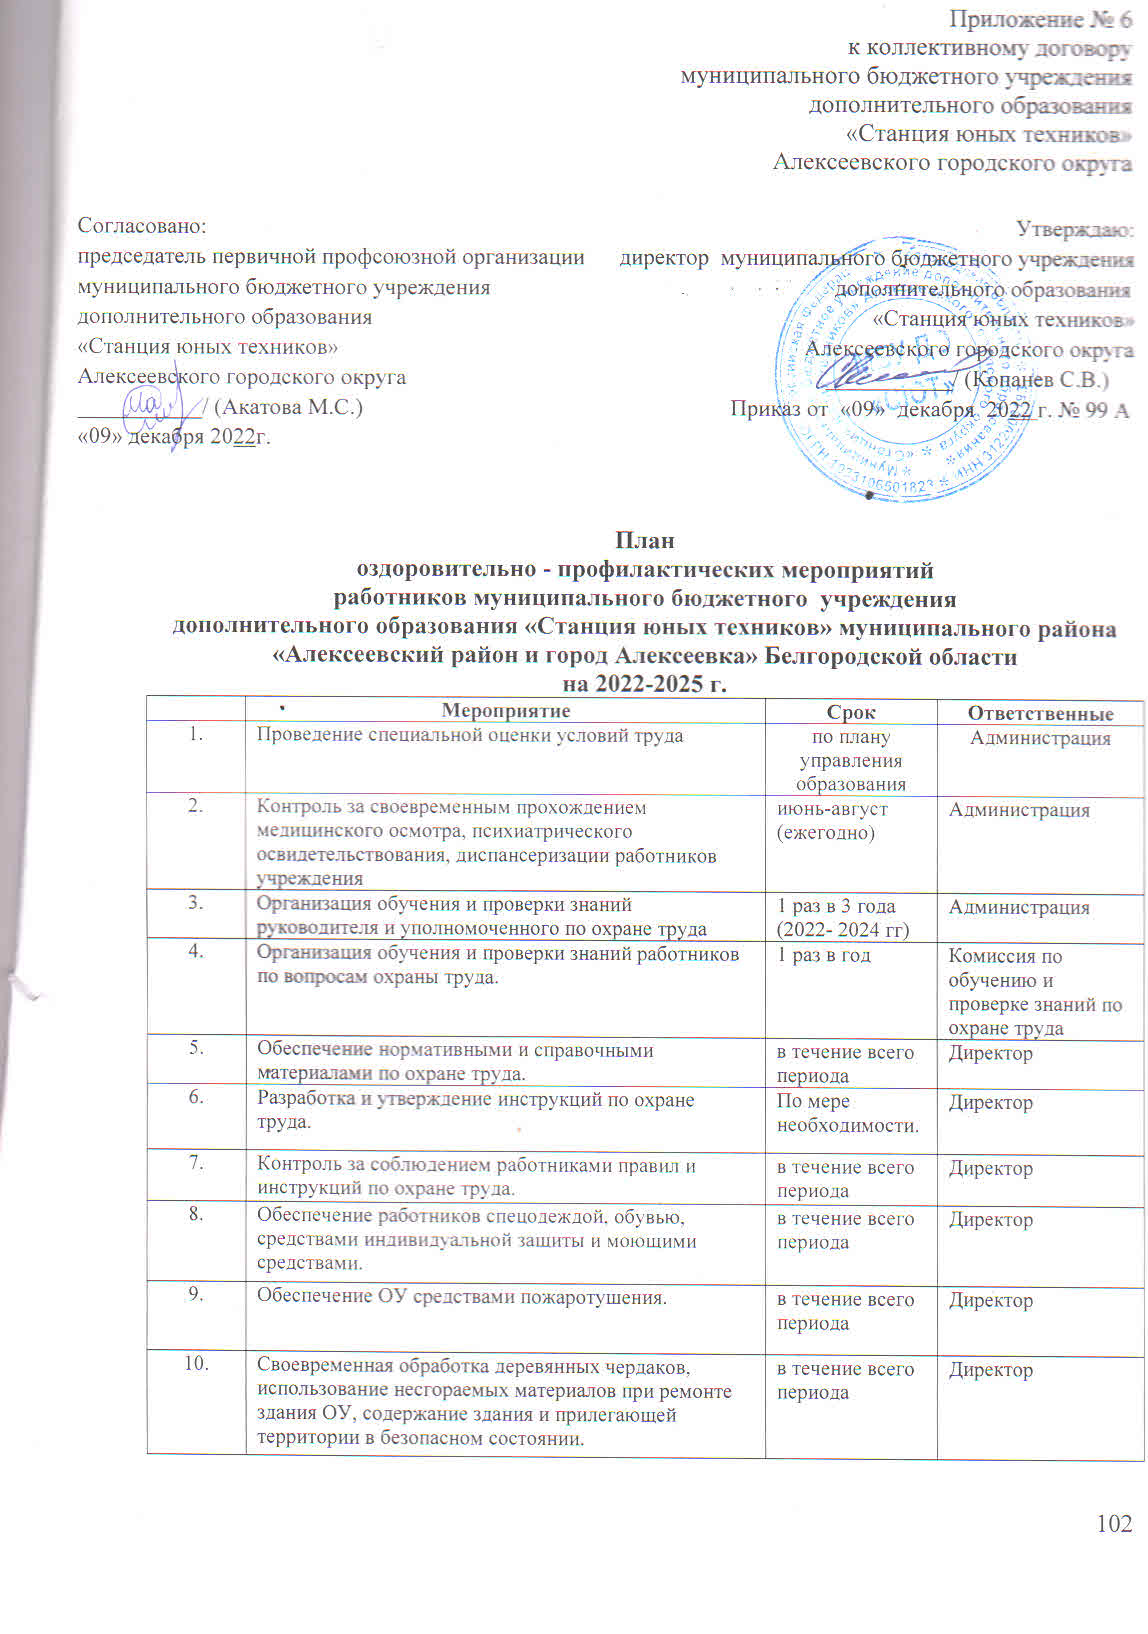 Приложение № 6
к коллективному договору
муниципального бюджетного учреждения
дополнительного образования
«Станция юных техников»
Алексеевского городского округа
Согласовано:
председатель первичной профсоюзной организации
муниципального бюджетного учреждения
дополнительного образования
«Станция юных техников»
Алексеевского городского округа
/ (Акатова М.С.)
«09» декабря 2022г.
Утверждаю:
директор муниципального бюджетного учреждения
дополнительного образования
«Станция юных техников»
Алексеевского городского округа
/ (Копанев С.В.)
Приказ от «09» декабря 2022 г. № 99 А
План
оздоровительно - профилактических мероприятий
работников муниципального бюджетного учреждения
дополнительного образования «Станция юных техников» муниципального района
«Алексеевский район и город Алексеевка» Белгородской области
на 2022-2025 г.
Мероприятие Срок Ответственные
1. Проведение специальной оценки условий труда по плану Администрация
управления
образования
2. Контроль за своевременным прохождением июнь-август Администрация
медицинского осмотра, психиатрического (ежегодно)
освидетельствования, диспансеризации работников
учреждения
3. Организация обучения и проверки знаний 1 раз в 3 года Администрация
руководителя и уполномоченного по охране труда (2022- 2024 гг)
4. Организация обучения и проверки знаний работников 1 раз в год Комиссия по
по вопросам охраны труда. обучению и
проверке знаний по
охране труда
5. Обеспечение нормативными и справочными в течение всего Директор
материалами по охране труда. периода
6. Разработка и утверждение инструкций по охране По мере Директор
труда. необходимости.
7. Контроль за соблюдением работниками правил и в течение всего Директор
инструкций по охране труда. периода
8. Обеспечение работников спецодеждой, обувью, в течение всего Директор
средствами индивидуальной защиты и моющими периода
средствами.
9. Обеспечение ОУ средствами пожаротушения. в течение всего Директор
периода
10. Своевременная обработка деревянных чердаков, в течение всего Директор
использование несгораемых материалов при ремонте периода
здания ОУ, содержание здания и прилегающей
территории в безопасном состоянии.
102